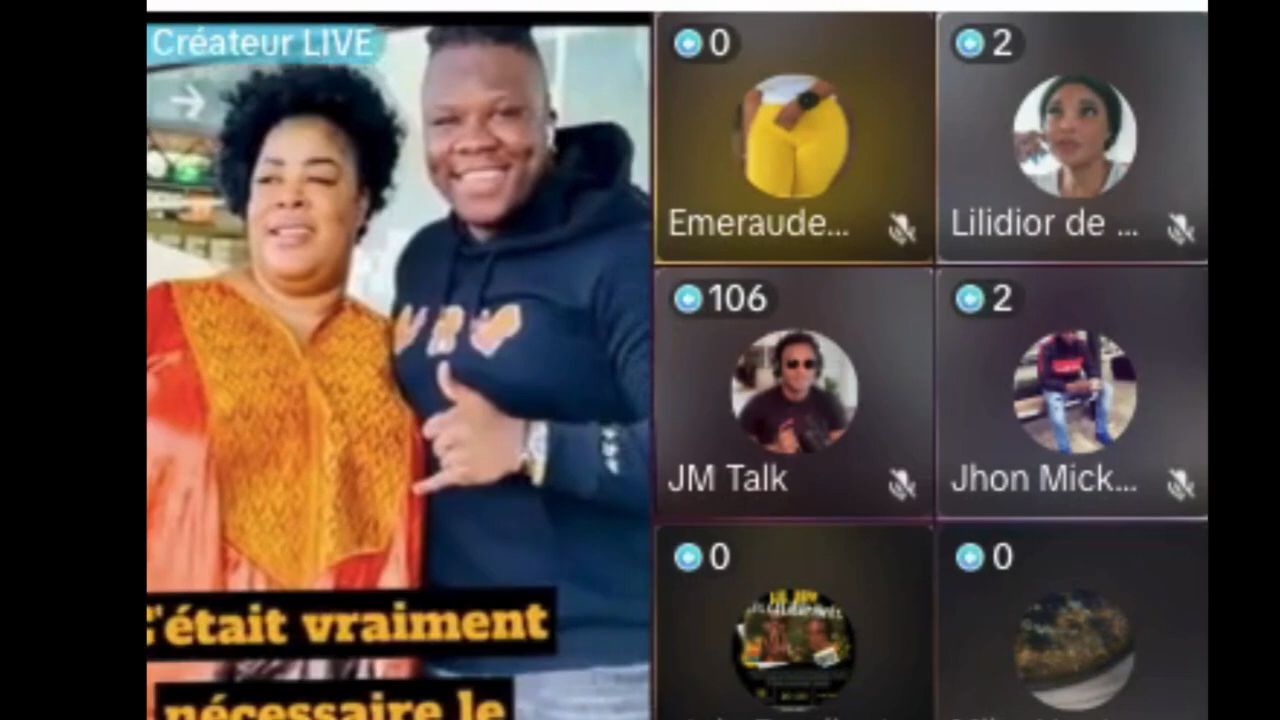 Créateur LIVE
0
2
Emeraude...
Lilidior de ...
106
2
JM Talk
Jhon Mick...
0
0
C'était vraiment
nécessaire le